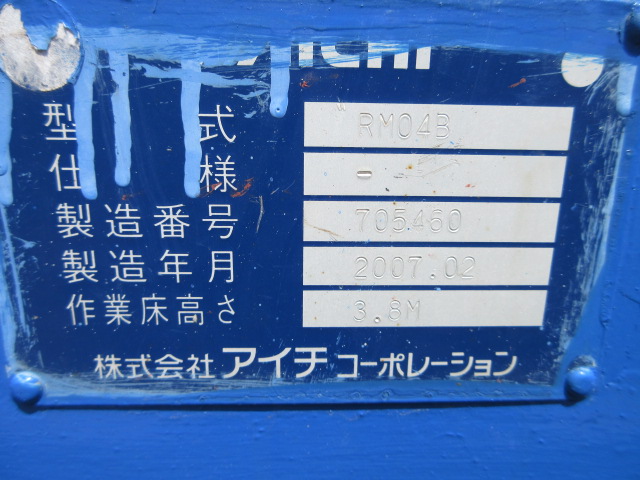 Aichi
型式 RM04B
仕様 -
製造番号 705460
製造年月 2007.02
作業床高さ 3.8M
株式会社 アイチ コーポレーション